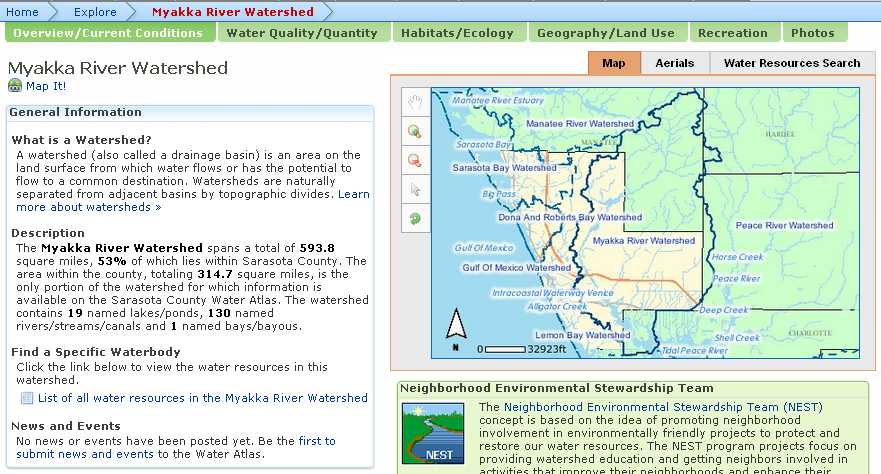 Home
Explore
Myakka River Watershed
Overview/Current Conditions
Water Quality/Quantity
Habitats/Ecology
Geography/Land Use
Recreation
Photos
Myakka River Watershed
Map It!
General Information
What is a Watershed?
A watershed (also called a drainage basin) is an area on the
land surface from which water flows or has the potential to
flow to a common destination. Watersheds are naturally
separated from adjacent basins by topographic divides. Learn
more about watersheds »
Description
The Myakka River Watershed spans a total of 593.8
square miles, 53% of which lies within Sarasota County. The
area within the county, totaling 314.7 square miles, is the
only portion of the watershed for which information is
available on the Sarasota County Water Atlas. The watershed
contains 19 named lakes/ponds, 130 named
rivers/streams/canals and 1 named bays/bayous.
Find a Specific Waterbody
Click the link below to view the water resources in this
watershed.
List of all water resources in the Myakka River Watershed
News and Events
No news or events have been posted yet. Be the first to
submit news and events to the Water Atlas.
Map
Aerials
Water Resources Search
Manatee River Estuary
Manatee River Watershed
HARDEE
MANATEE
Sarasota Bay
Sarasota Bay Watershed
Big Pass
Dona And Roberts Bay Watershed
Peace River Watershed
Myakka River Watershed
Gulf Of Mexico
Horse Creek
Gulf Of Mexico Watershed
Peace River
Intracoastal Waterway Venice
Alligator Creek
Deep Creek
Lemon Bay Watershed
Shell Creek
CHARLOTTE
Tidal Peace River
N
0
32923ft
Neighborhood Environmental Stewardship Team
NEST
The Neighborhood Environmental Stewardship Team (NEST)
concept is based on the idea of promoting neighborhood
involvement in environmentally friendly projects to protect and
restore our water resources. The NEST program projects focus on
providing watershed education and getting neighbors involved in
activities that improve their neighborhoods and enhance their